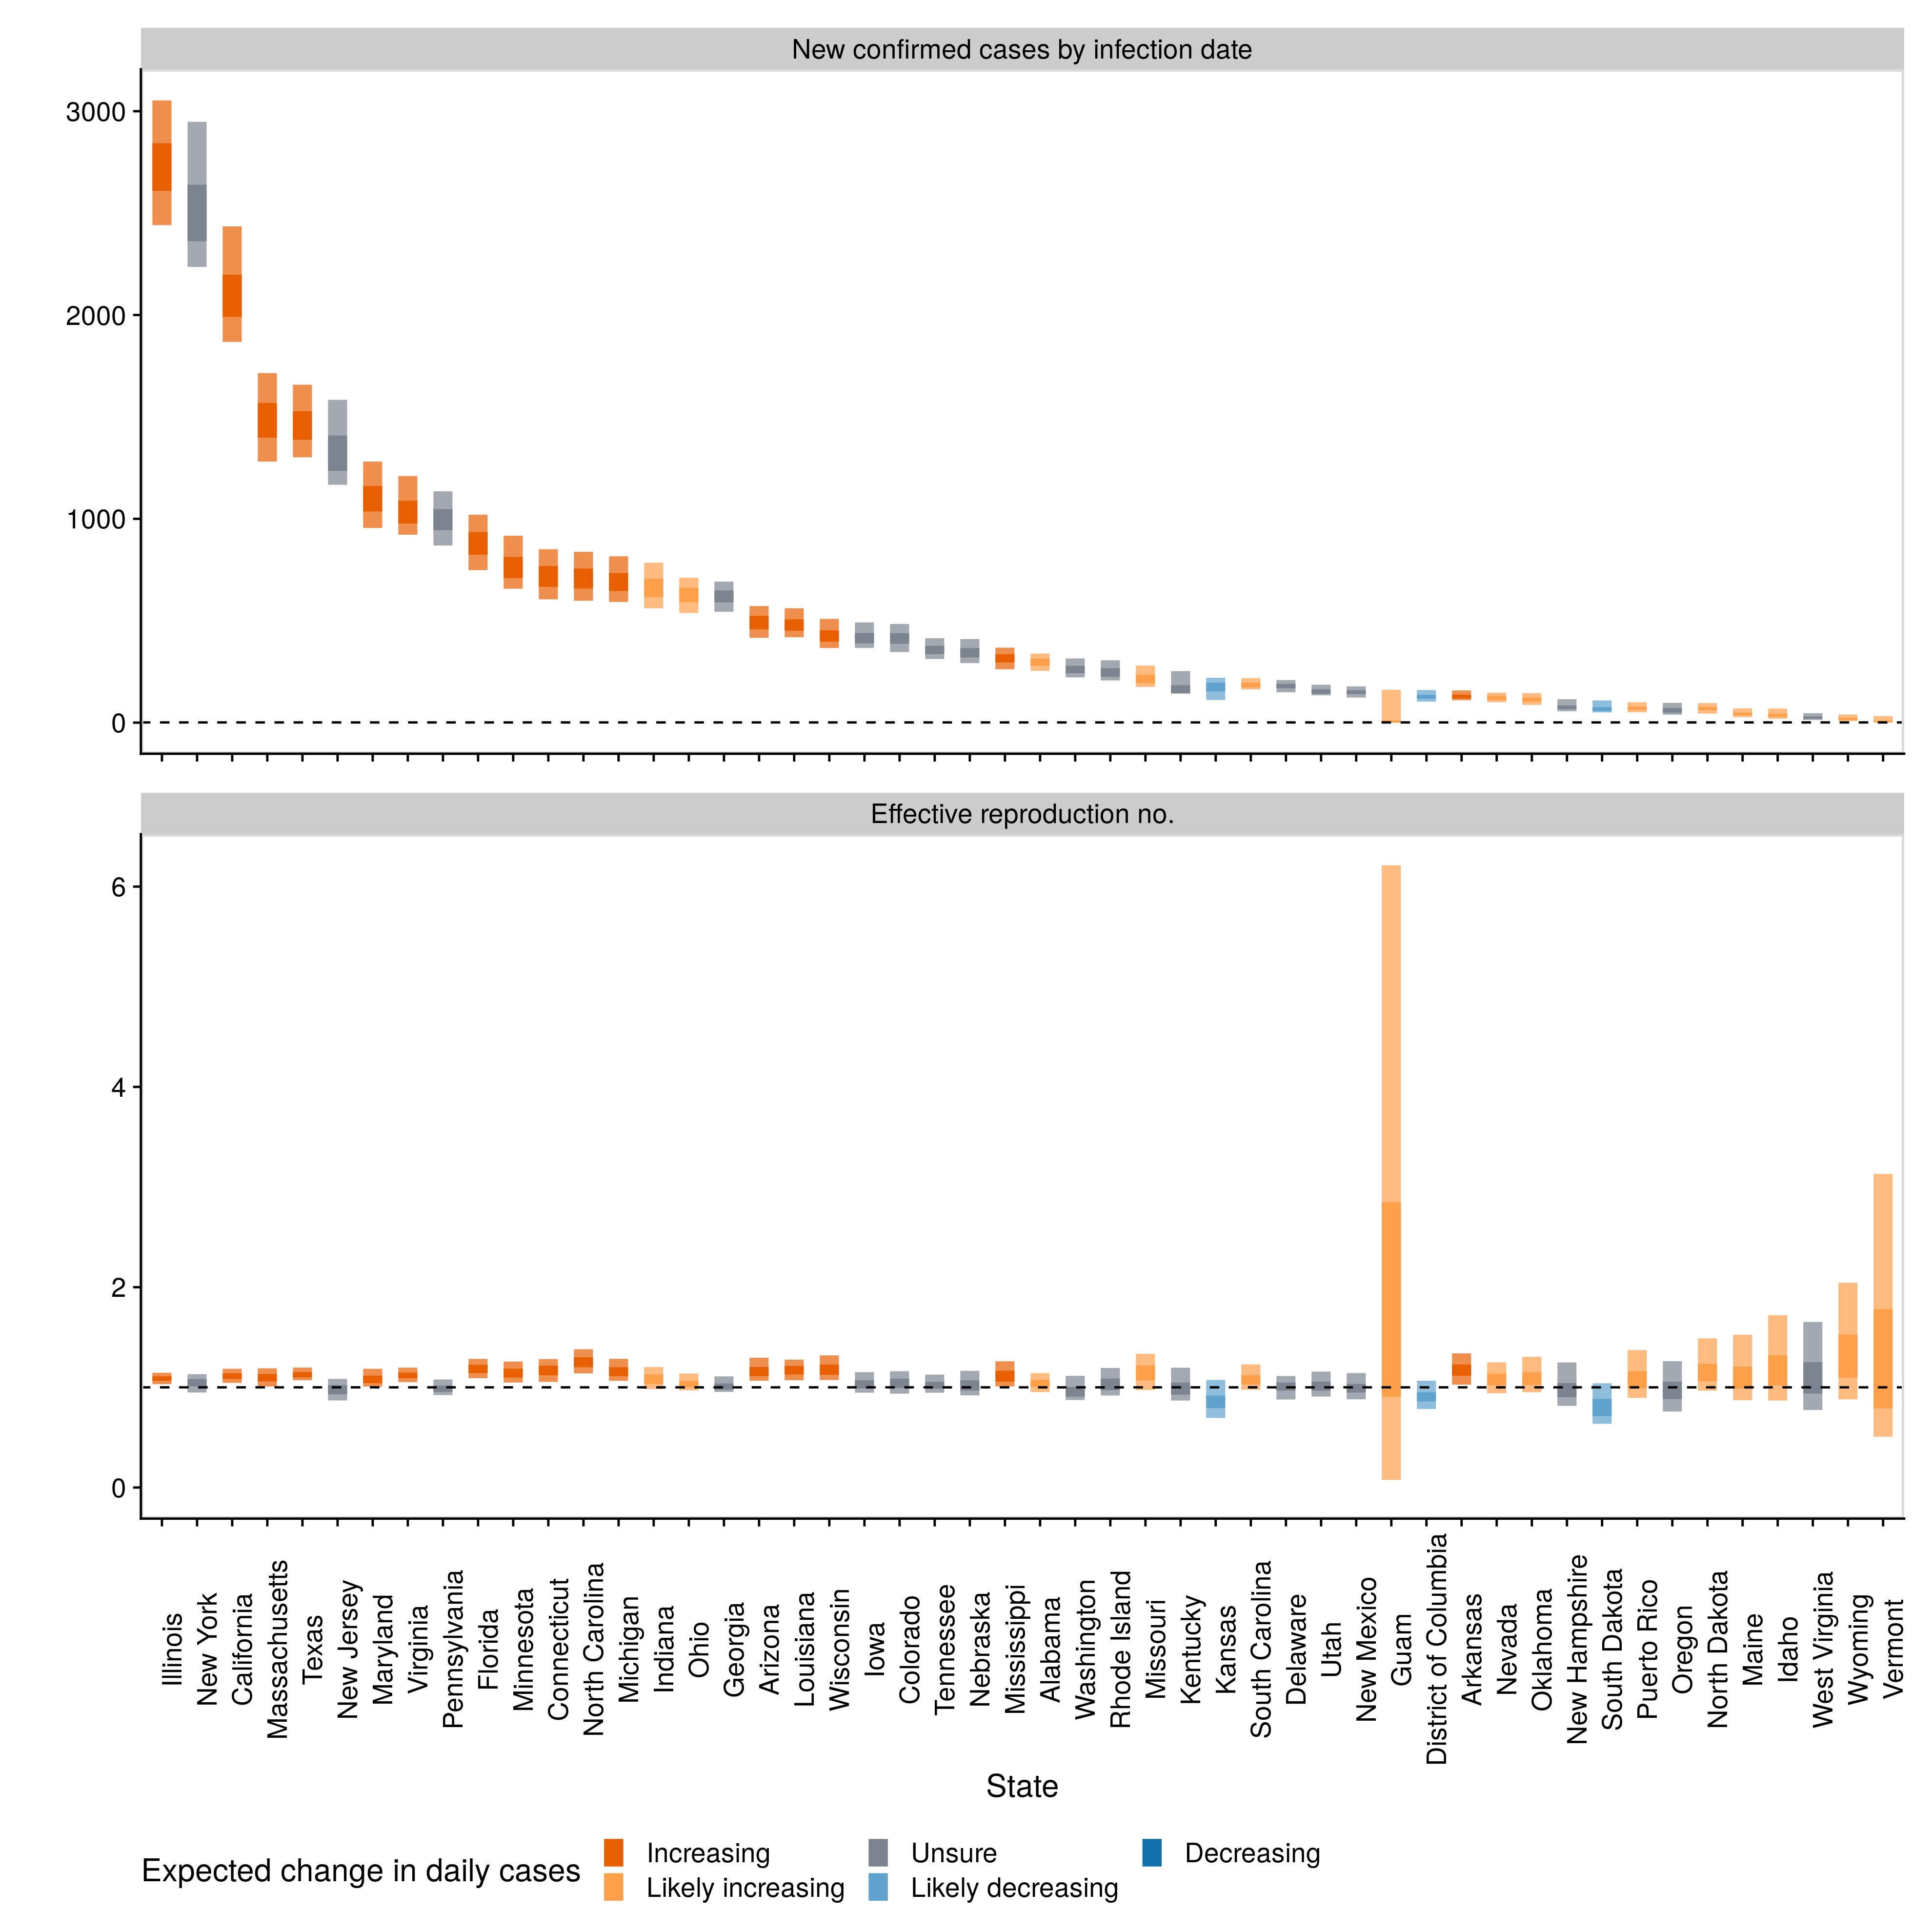 New confirmed cases by infection date
3000
2000
1000
0
Effective reproduction no.
6
4
2
0
Illinois
New York
California
Massachusetts
Texas
New Jersey
Maryland
Virginia
Pennsylvania
Florida
Minnesota
Connecticut
North Carolina
Michigan
Indiana
Ohio
Georgia
Arizona
Louisiana
Wisconsin
Iowa
Colorado
Tennessee
Nebraska
Mississippi
Alabama
Washington
Rhode Island
Missouri
Kentucky
Kansas
South Carolina
Delaware
Utah
New Mexico
Guam
District of Columbia
Arkansas
Nevada
Oklahoma
New Hampshire
South Dakota
Puerto Rico
Oregon
North Dakota
Maine
Idaho
West Virginia
Wyoming
Vermont
State
Expected change in daily cases
Increasing
Likely increasing
Unsure
Likely decreasing
Decreasing